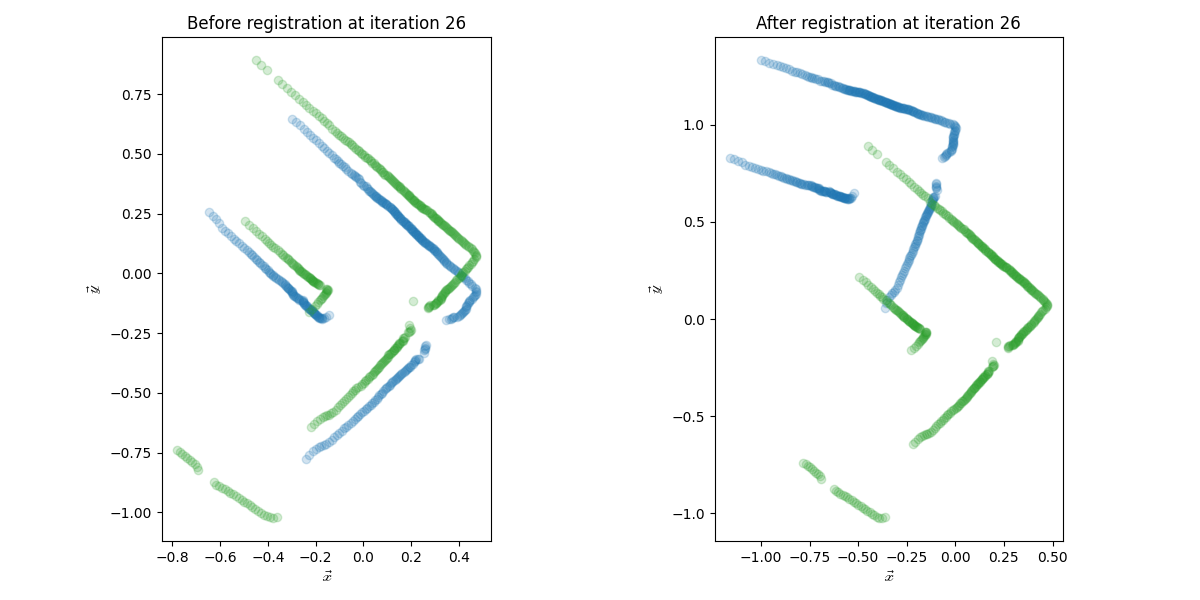 Before registration at iteration 26
0.75
0.50
0.25
0.00
−0.25
−0.50
−0.75
−1.00
y⃗
−0.8 −0.6 −0.4 −0.2 0.0 0.2 0.4
x⃗
After registration at iteration 26
1.0
0.5
0.0
−0.5
−1.0
y⃗
−1.00 −0.75 −0.50 −0.25 0.00 0.25 0.50
x⃗